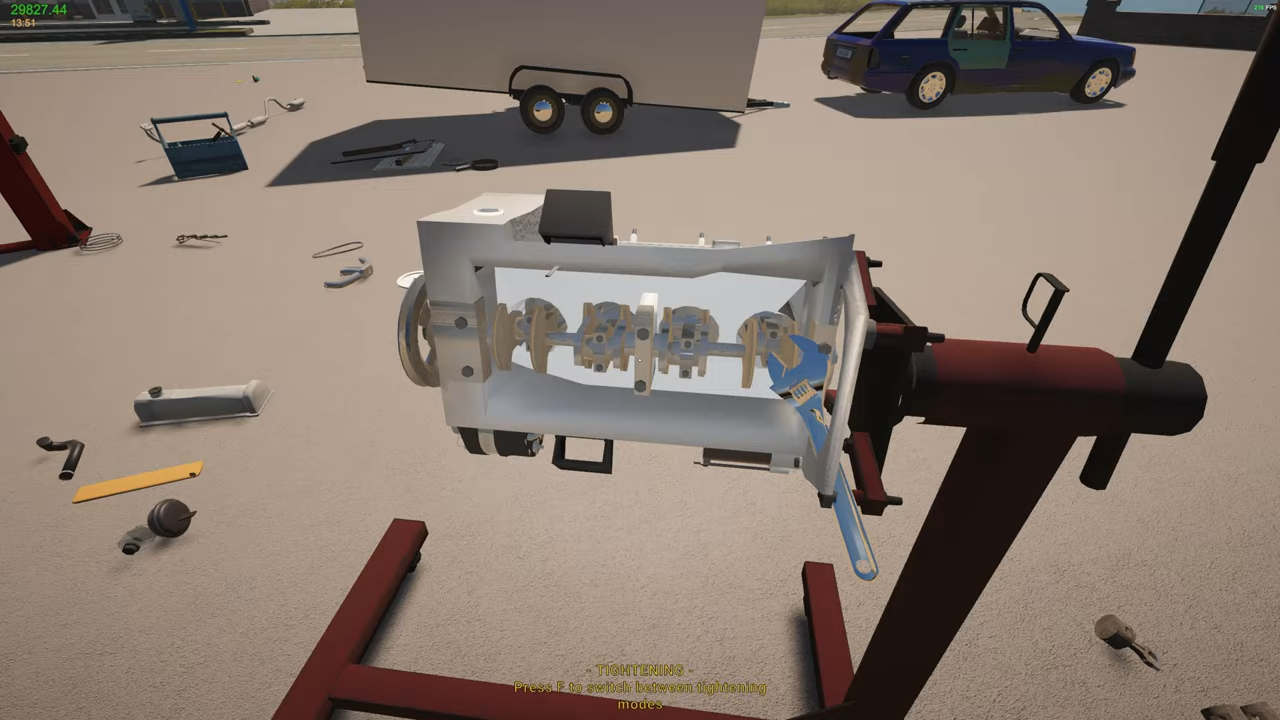 29827.44
13:51
- TIGHTENING -
Press F to switch between tightening
modes